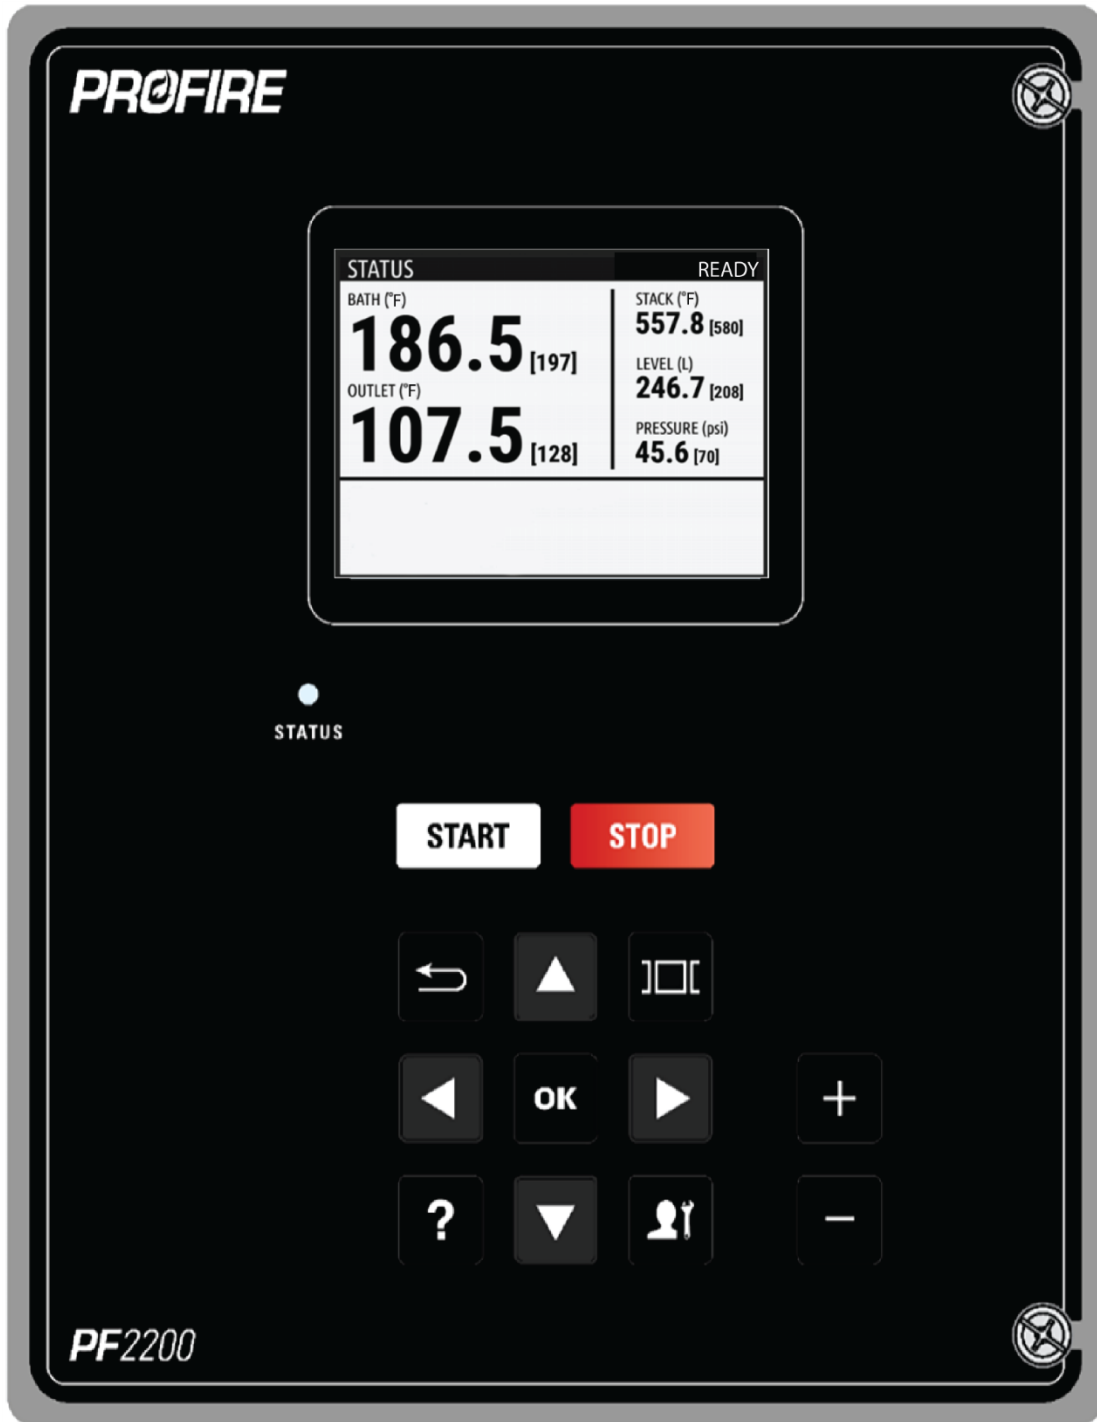 PROFIRE
STATUS READY
BATH (°F)
186.5 [197]
OUTLET (°F)
107.5 [128]
STACK (°F)
557.8 [580]
LEVEL (L)
246.7 [208]
PRESSURE (psi)
45.6 [70]
STATUS
START STOP
OK
+
?
−
PF2200